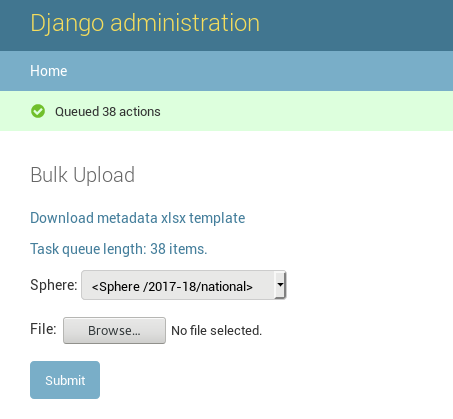 Django administration
Home
Queued 38 actions
Bulk Upload
Download metadata xlsx template
Task queue length: 38 items.
Sphere: <Sphere /2017-18/national>
File: Browse... No file selected.
Submit